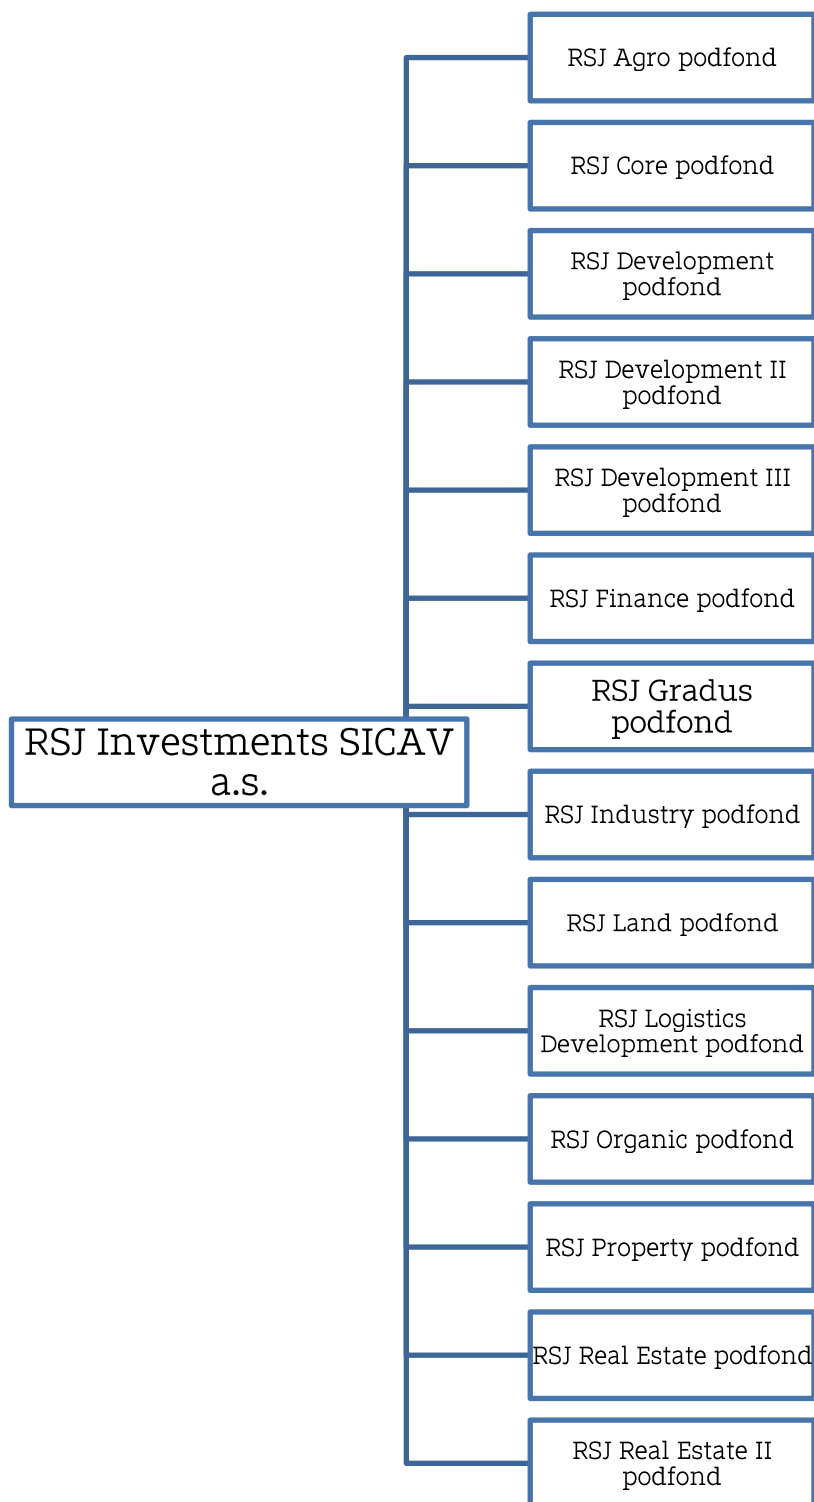 RSJ Agro podfond
RSJ Core podfond
RSJ Development
podfond
RSJ Development II
podfond
RSJ Development III
podfond
RSJ Finance podfond
RSJ Gradus
podfond
RSJ Investments SICAV
a.s.
RSJ Industry podfond
RSJ Land podfond
RSJ Logistics
Development podfond
RSJ Organic podfond
RSJ Property podfond
RSJ Real Estate podfond
RSJ Real Estate II
podfond